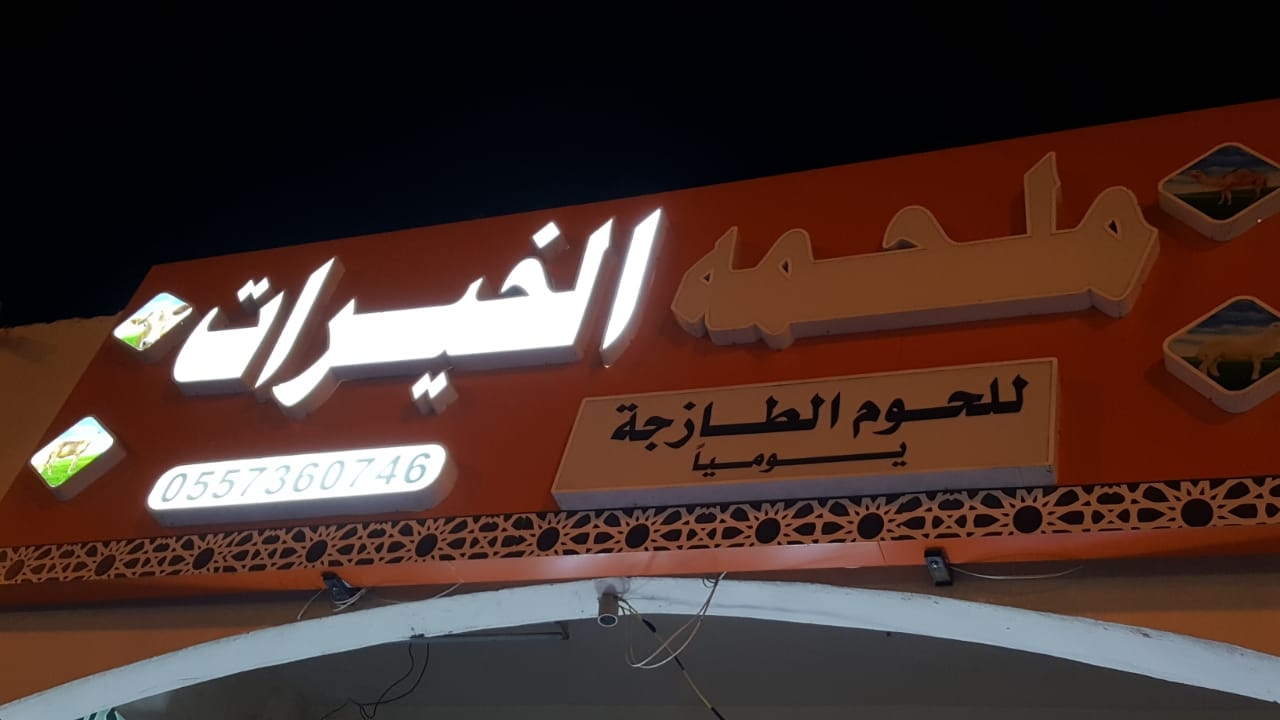 ملحمه الخيرات
للحوم الطازجة
يومياً
0557360746